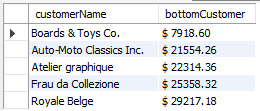 customerName bottomCustomer
Boards & Toys Co. $ 7918.60
Auto-Moto Classics Inc. $ 21554.26
Atelier graphique $ 22314.36
Frau da Collezione $ 25358.32
Royale Belge $ 29217.18